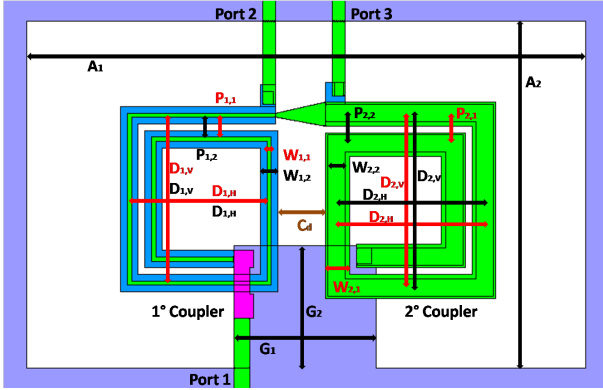 Port 2
Port 3
A1
A2
P1,1
P2,2
P2,1
P1,2
W1,1
W1,2
W2,2
D1,V
D1,V
D1,H
D1,H
D2,V
D2,V
D2,H
D2,H
Cd
W2,1
1° Coupler
G2
2° Coupler
G1
Port 1